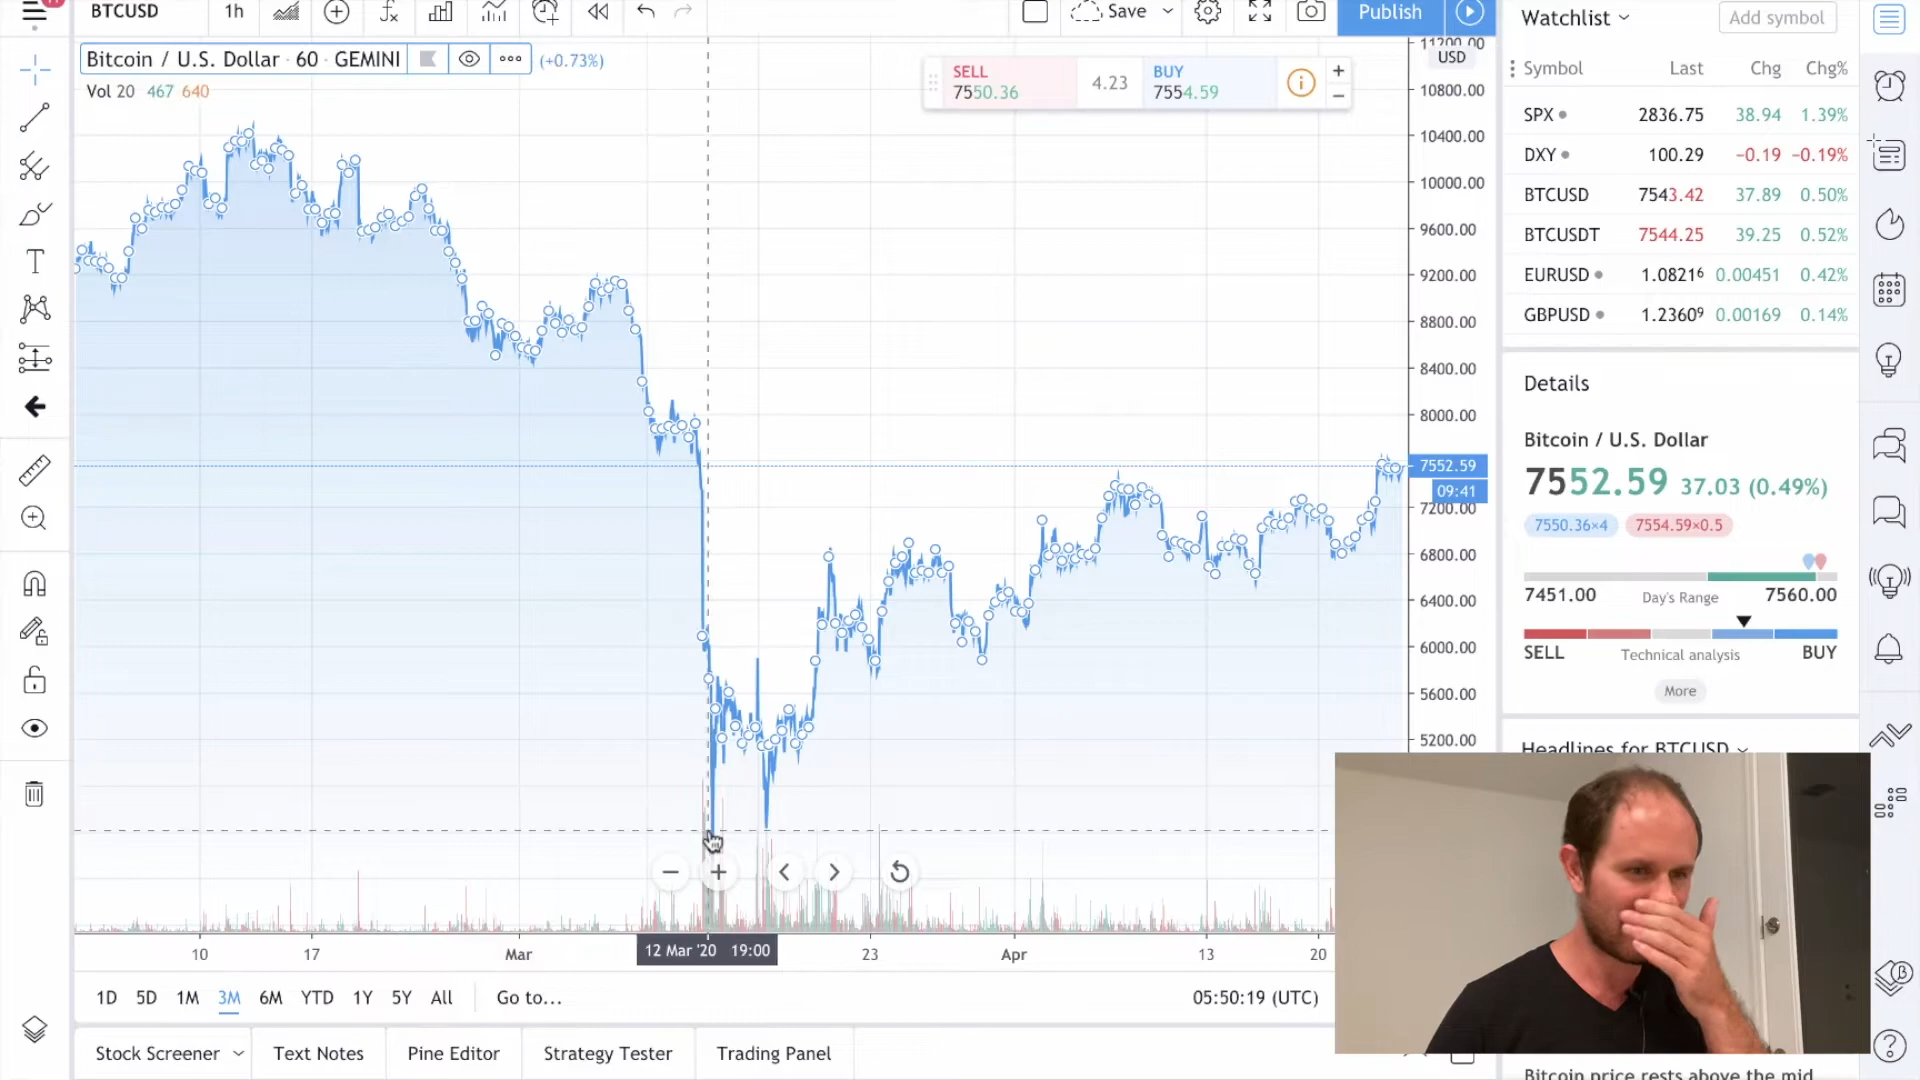 BTCUSD 1h Save Publish
Bitcoin / U.S. Dollar · 60 · GEMINI (+0.73%)
Vol 20 467 640
SELL
7550.36
4.23
BUY
7554.59
11200.00
USD
10800.00
10400.00
10000.00
9600.00
9200.00
8800.00
8400.00
8000.00
7552.59
09:41
7200.00
6800.00
6400.00
6000.00
5600.00
5200.00
10 17 Mar 12 Mar '20 19:00 23 Apr 13 20
1D 5D 1M 3M 6M YTD 1Y 5Y All Go to... 05:50:19 (UTC)
Stock Screener Text Notes Pine Editor Strategy Tester Trading Panel
Watchlist Add symbol
Symbol Last Chg Chg%
SPX 2836.75 38.94 1.39%
DXY 100.29 −0.19 −0.19%
BTCUSD 7543.42 37.89 0.50%
BTCUSDT 7544.25 39.25 0.52%
EURUSD 1.08216 0.00451 0.42%
GBPUSD 1.23609 0.00169 0.14%
Details
Bitcoin / U.S. Dollar
7552.59 37.03 (0.49%)
7550.36×4 7554.59×0.5
7451.00 Day's Range 7560.00
SELL Technical analysis BUY
More
Headlines for BTCUSD
Bitcoin price rests above the mid